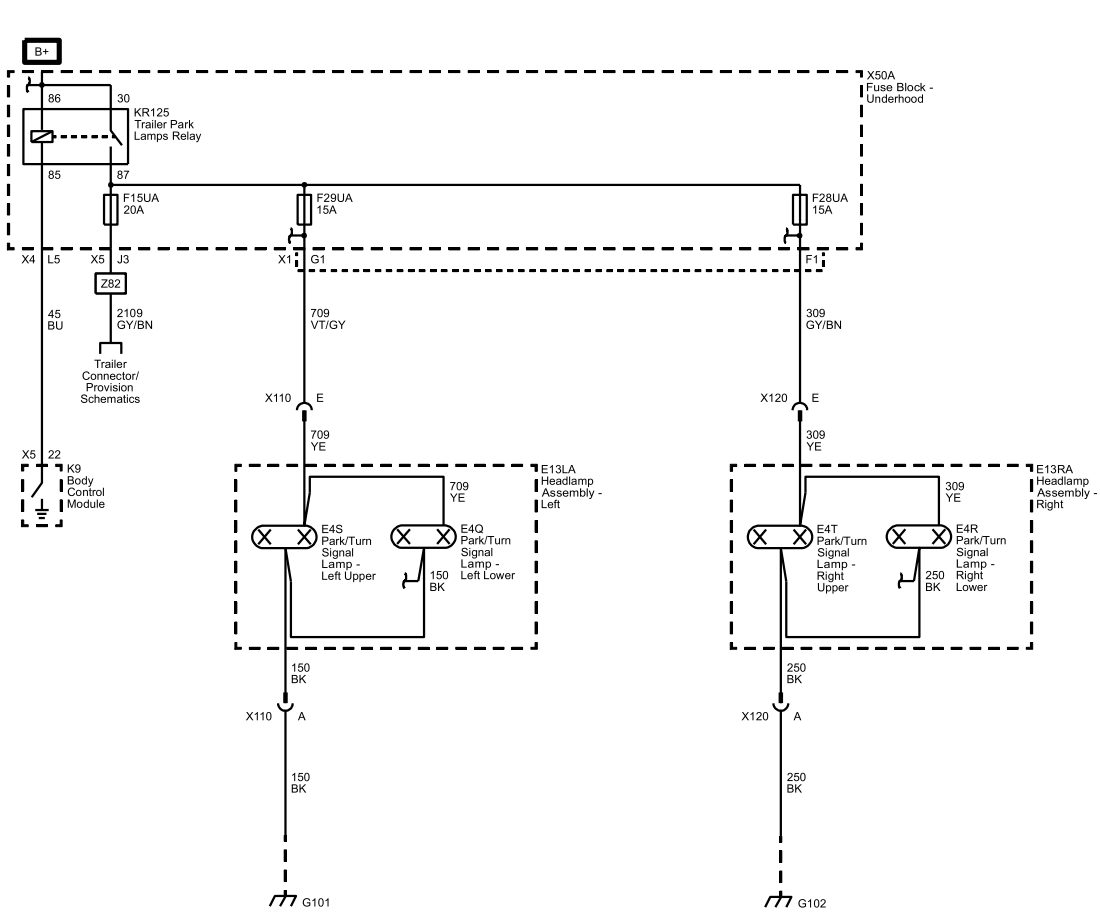 B+
X50A
Fuse Block -
Underhood
86
30
KR125
Trailer Park
Lamps Relay
85
87
F15UA
20A
F29UA
15A
F28UA
15A
X4
L5
X5
J3
X1
G1
F1
Z82
45
BU
2109
GY/BN
709
VT/GY
309
GY/BN
Trailer
Connector/
Provision
Schematics
X110
E
X120
E
709
YE
309
YE
X5
22
K9
Body
Control
Module
E13LA
Headlamp
Assembly -
Left
E13RA
Headlamp
Assembly -
Right
709
YE
309
YE
E4S
Park/Turn
Signal
Lamp -
Left Upper
E4Q
Park/Turn
Signal
Lamp -
Left Lower
E4T
Park/Turn
Signal
Lamp -
Right
Upper
E4R
Park/Turn
Signal
Lamp -
Right
Lower
150
BK
250
BK
150
BK
250
BK
X110
A
X120
A
150
BK
250
BK
G101
G102